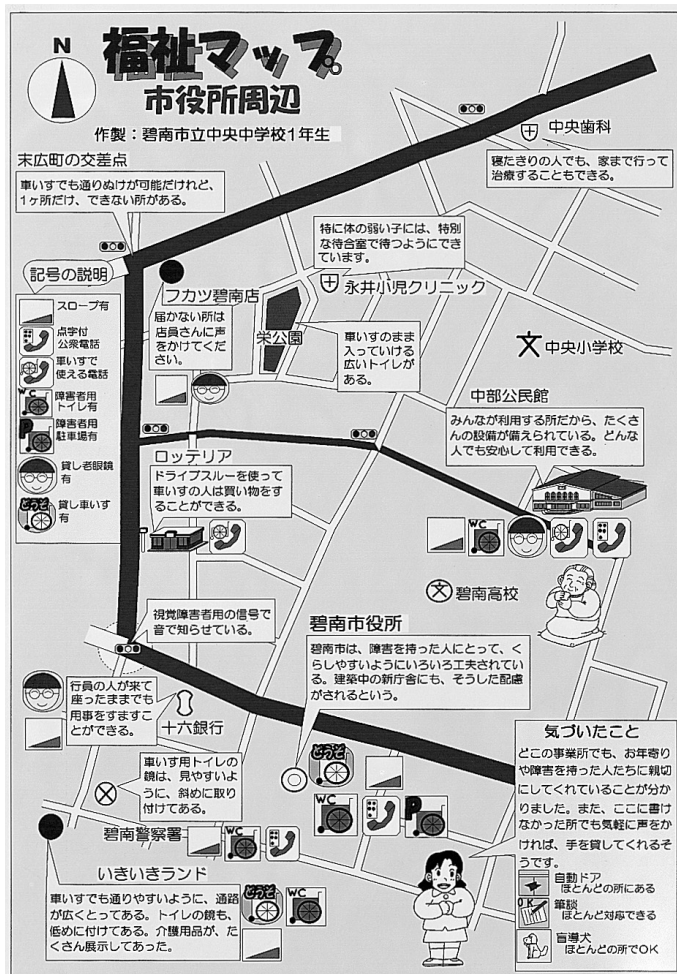 N
福祉マップ
市役所周辺
作製：碧南市立中央中学校1年生
末広町の交差点
車いすでも通りぬけが可能だけれど、
1ヶ所だけ、できない所がある。
中央歯科
寝たきりの人でも、家まで行って
治療することもできる。
特に体の弱い子には、特別
な待合室で待つようにでき
ています。
永井小児クリニック
記号の説明
スロープ有
点字付
公衆電話
車いすで
使える電話
WC
障害者用
トイレ有
P
障害者用
駐車場有
貸し老眼鏡
有
どうぞ
貸し車いす
有
フカツ碧南店
届かない所は
店員さんに声
をかけてくだ
さい。
栄公園
車いすのまま
入っていける
広いトイレが
ある。
文
中央小学校
中部公民館
みんなが利用する所だから、たくさ
んの設備が備えられている。どんな
人でも安心して利用できる。
WC
ロッテリア
ドライブスルーを使って
車いすの人は買い物をす
ることができる。
文
碧南高校
視覚障害者用の信号で
音で知らせている。
碧南市役所
碧南市は、障害を持った人にとって、く
らしやすいようにいろいろ工夫されてい
る。建築中の新庁舎にも、そうした配慮
がされるという。
どうぞ
WC
P
行員の人が来て
座ったままでも
用事をすますこ
とができる。
十六銀行
車いす用トイレの
鏡は、見やすいよ
うに、斜めに取り
付けてある。
碧南警察署
WC
いきいきランド
車いすでも通りやすいように、通路
が広くとってある。トイレの鏡も、
低めに付けてある。介護用品が、た
くさん展示してあった。
どうぞ
WC
気づいたこと
どこの事業所でも、お年寄り
や障害を持った人たちに親切
にしてくれていることが分か
りました。また、ここに書け
なかった所でも気軽に声をか
ければ、手を貸してくれるそ
うです。
自動ドア
ほとんどの所にある
OK
筆談
ほとんど対応できる
盲導犬
ほとんどの所でOK